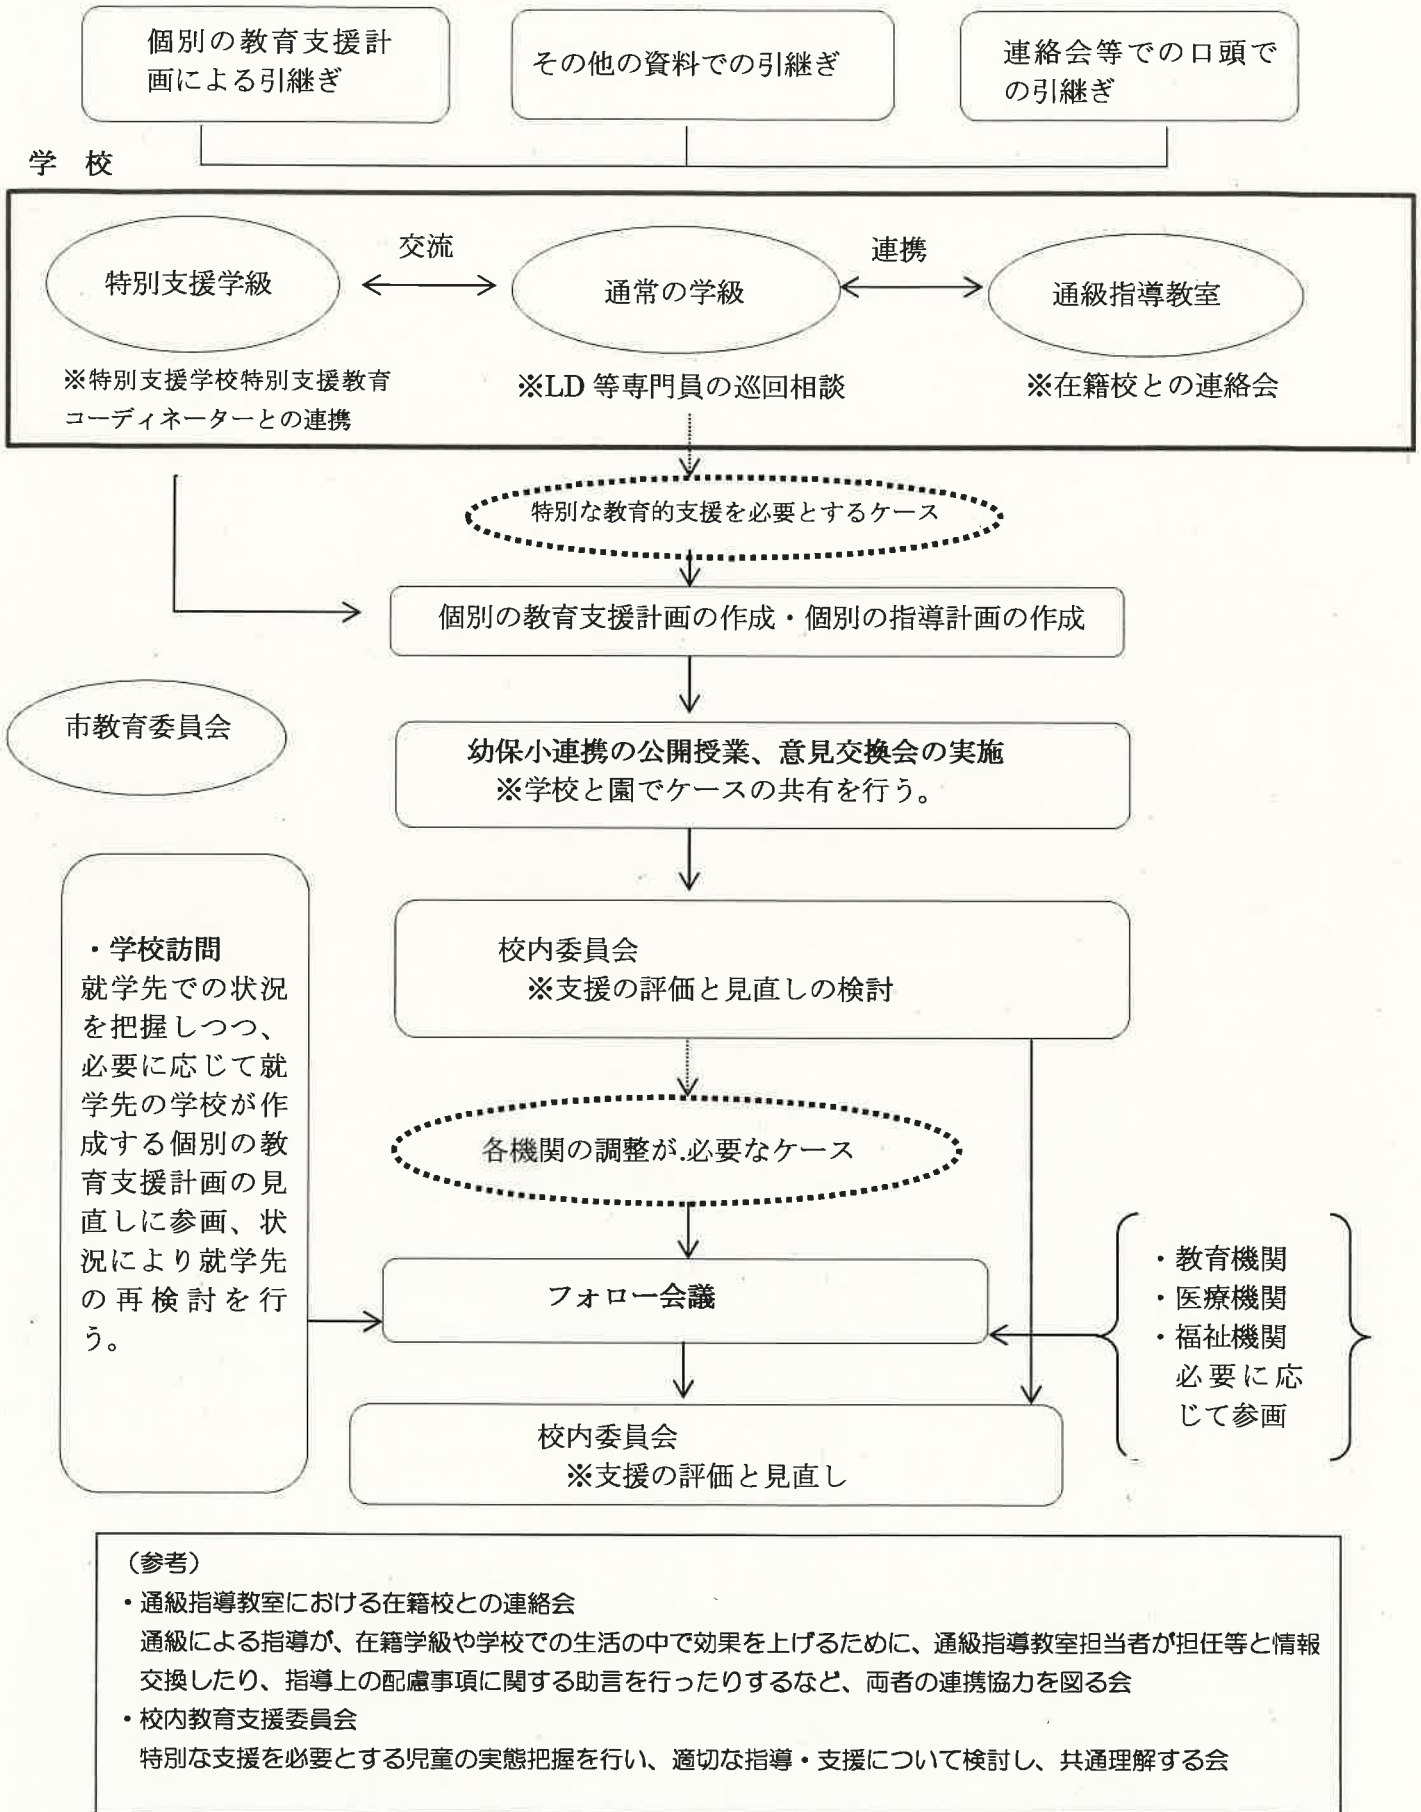 個別の教育支援計
画による引継ぎ
その他の資料での引継ぎ
連絡会等での口頭で
の引継ぎ
学 校
特別支援学級
交流
通常の学級
連携
通級指導教室
※特別支援学校特別支援教育
コーディネーターとの連携
※LD 等専門員の巡回相談
※在籍校との連絡会
特別な教育的支援を必要とするケース
個別の教育支援計画の作成・個別の指導計画の作成
市教育委員会
幼保小連携の公開授業、意見交換会の実施
※学校と園でケースの共有を行う。
・学校訪問
就学先での状況
を把握しつつ、
必要に応じて就
学先の学校が作
成する個別の教
育支援計画の見
直しに参画、状
況により就学先
の再検討を行
う。
校内委員会
※支援の評価と見直しの検討
各機関の調整が必要なケース
フォロー会議
・教育機関
・医療機関
・福祉機関
必要に応
じて参画
校内委員会
※支援の評価と見直し
（参考）
・通級指導教室における在籍校との連絡会
通級による指導が、在籍学級や学校での生活の中で効果を上げるために、通級指導教室担当者が担任等と情報
交換したり、指導上の配慮事項に関する助言を行ったりするなど、両者の連携協力を図る会
・校内教育支援委員会
特別な支援を必要とする児童の実態把握を行い、適切な指導・支援について検討し、共通理解する会